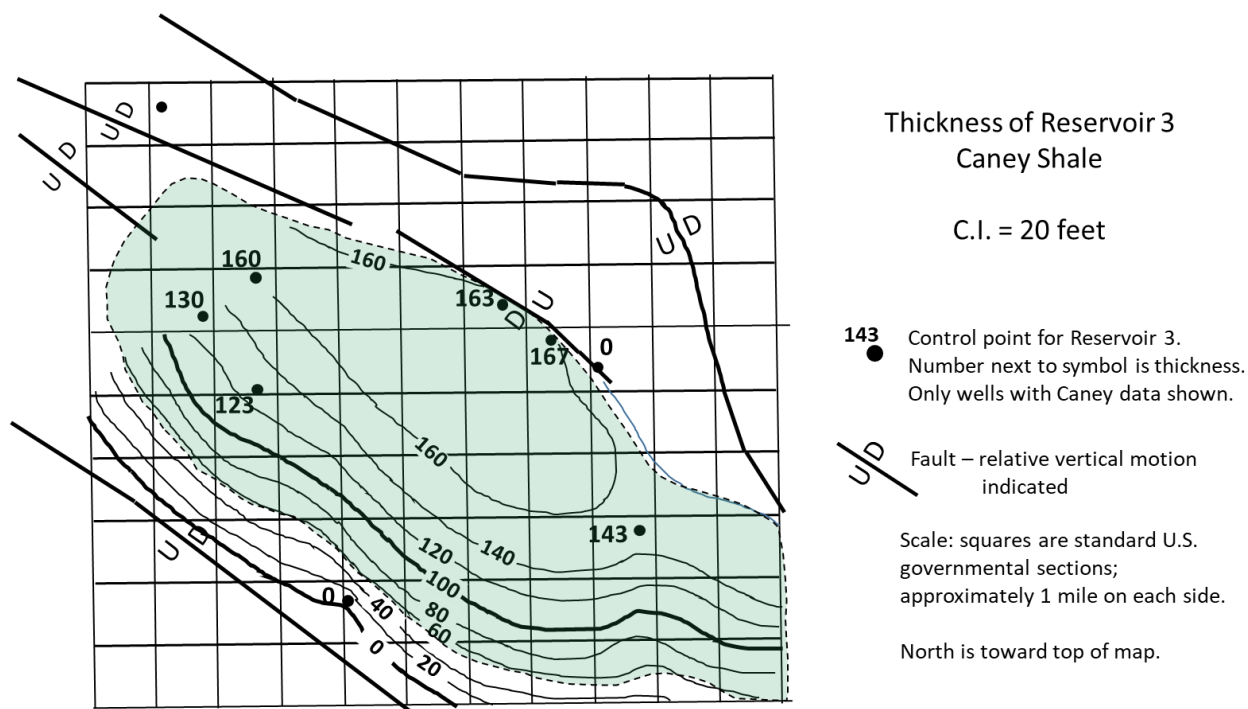 Thickness of Reservoir 3
Caney Shale
C.I. = 20 feet
U D
U D
U D
160
160
130
163
D U
167
0
123
160
143
U D
120
140
100
80
60
0
40
0
20
U D
143
Control point for Reservoir 3.
Number next to symbol is thickness.
Only wells with Caney data shown.
U D
Fault – relative vertical motion
indicated
Scale: squares are standard U.S.
governmental sections;
approximately 1 mile on each side.
North is toward top of map.